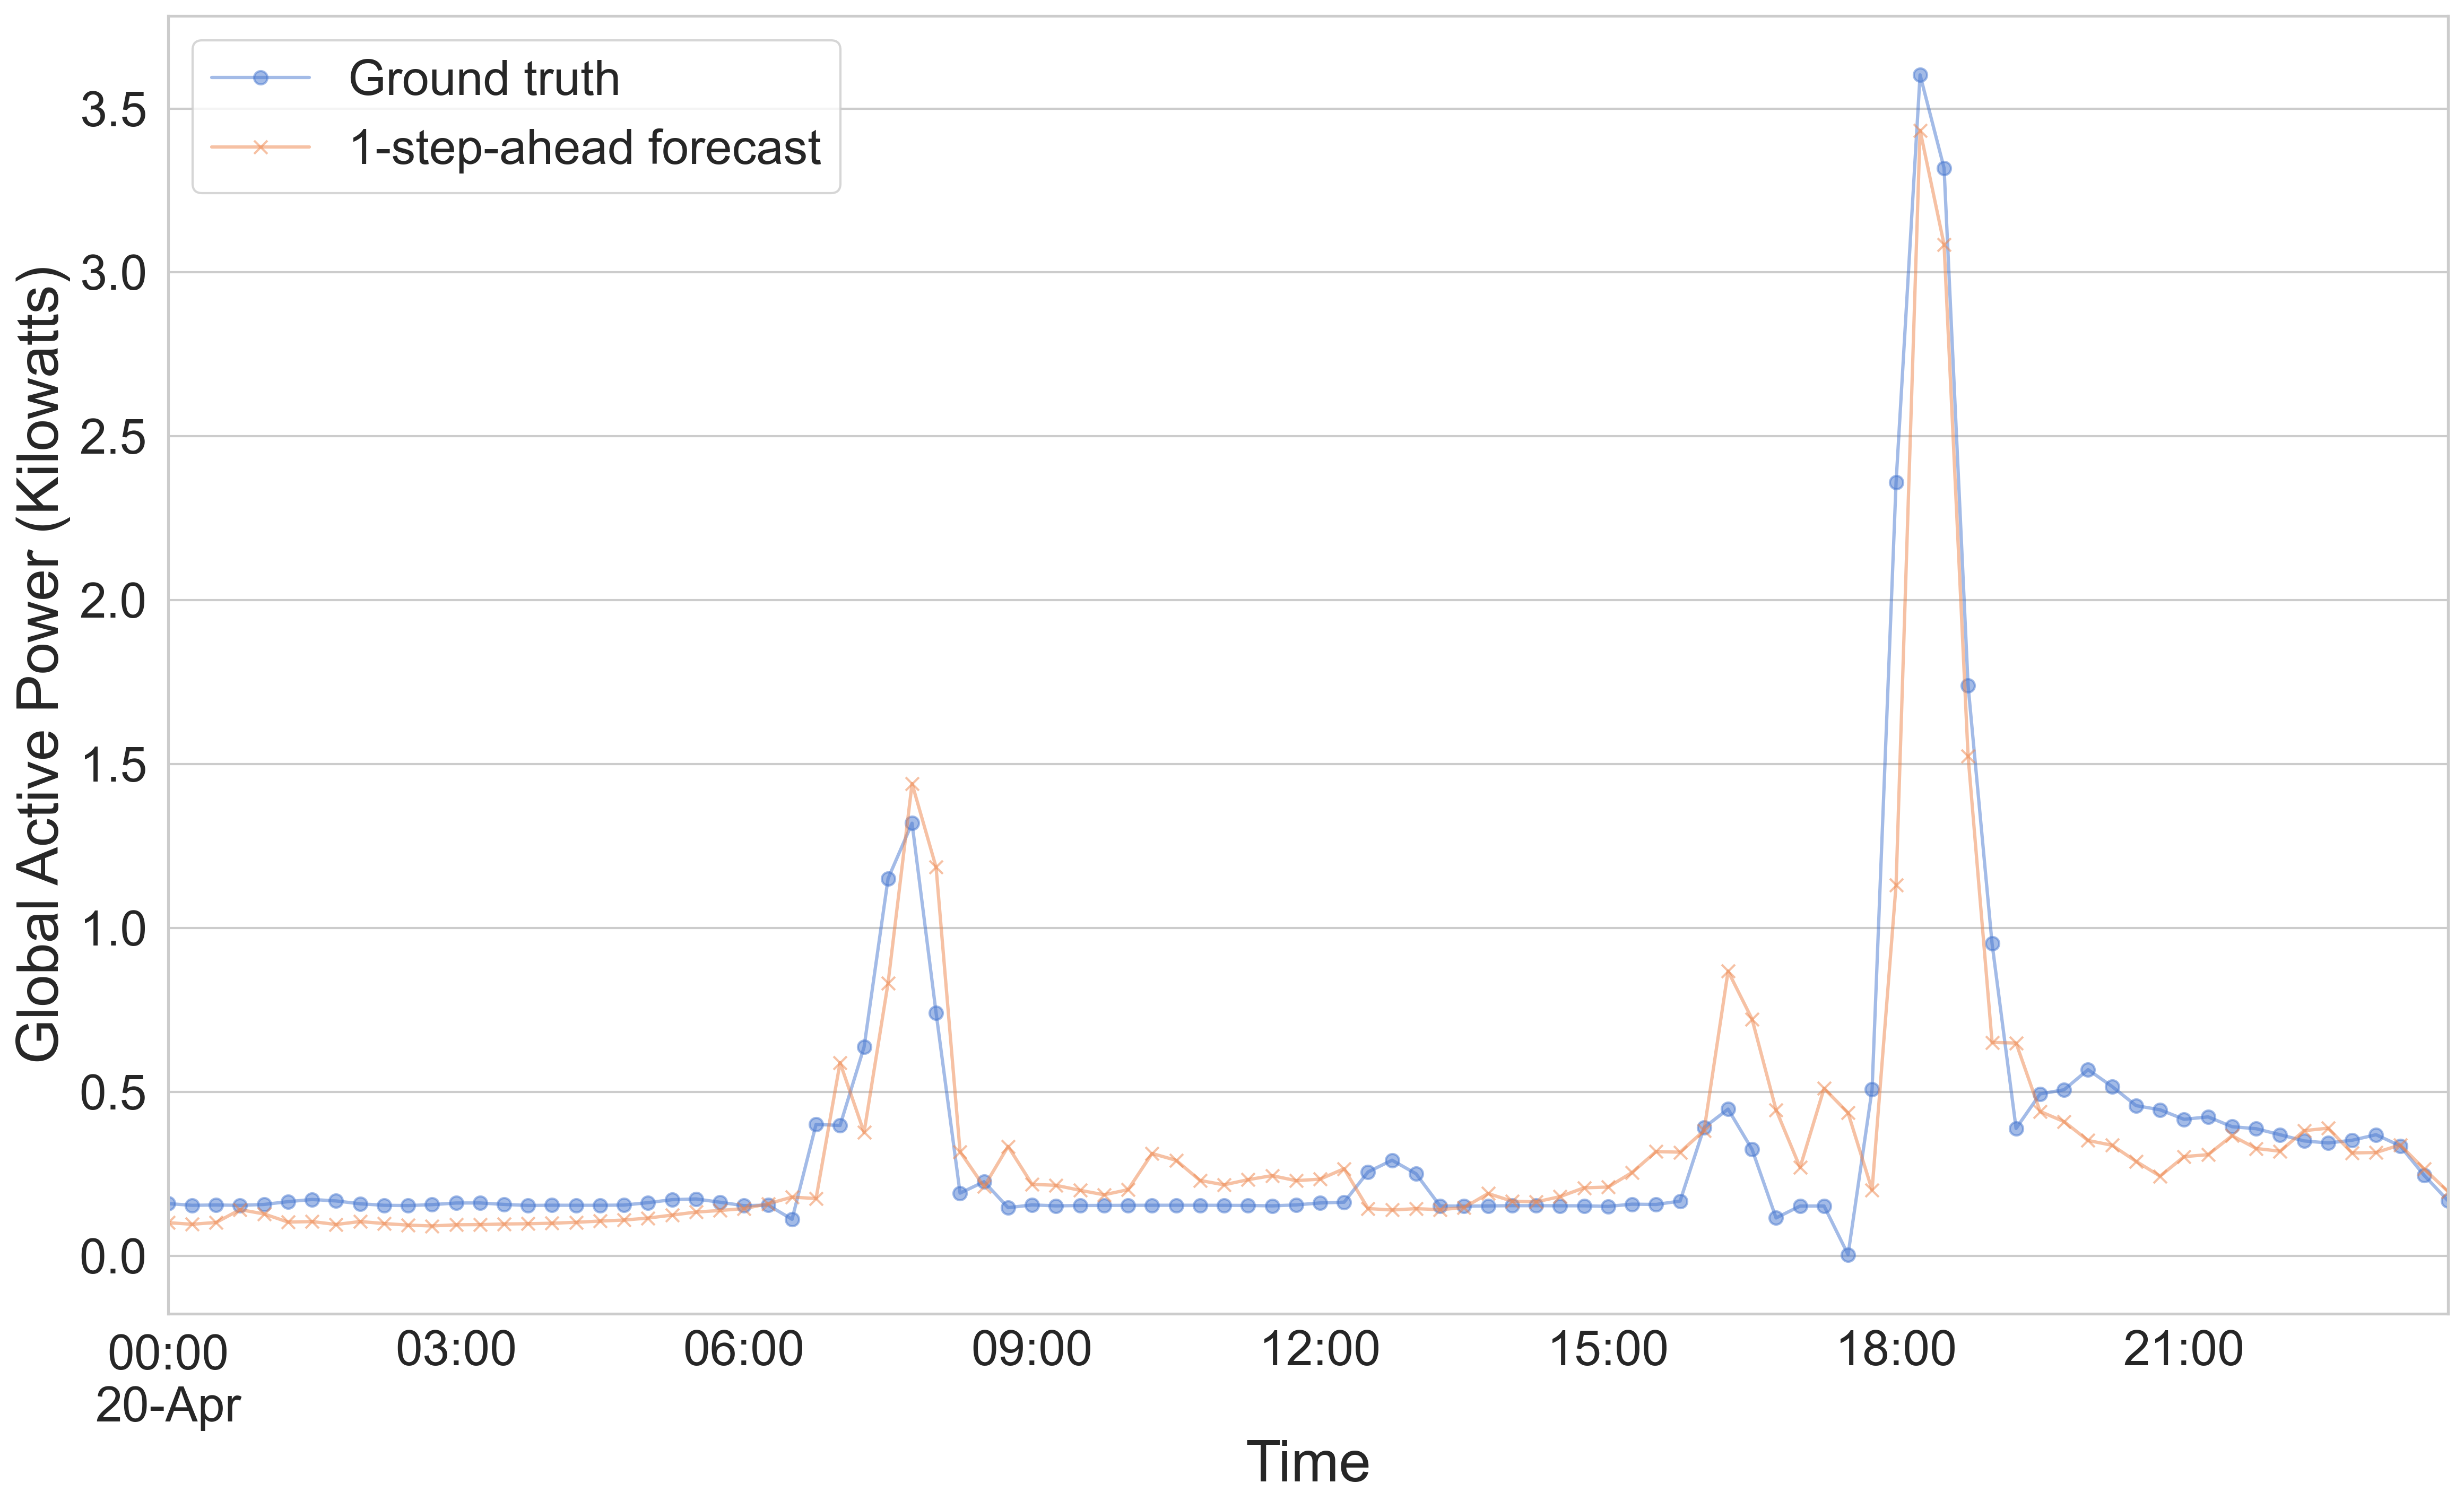 Ground truth
1-step-ahead forecast
Global Active Power (Kilowatts)
3.5
3.0
2.5
2.0
1.5
1.0
0.5
0.0
00:00 03:00 06:00 09:00 12:00 15:00 18:00 21:00
20-Apr
Time